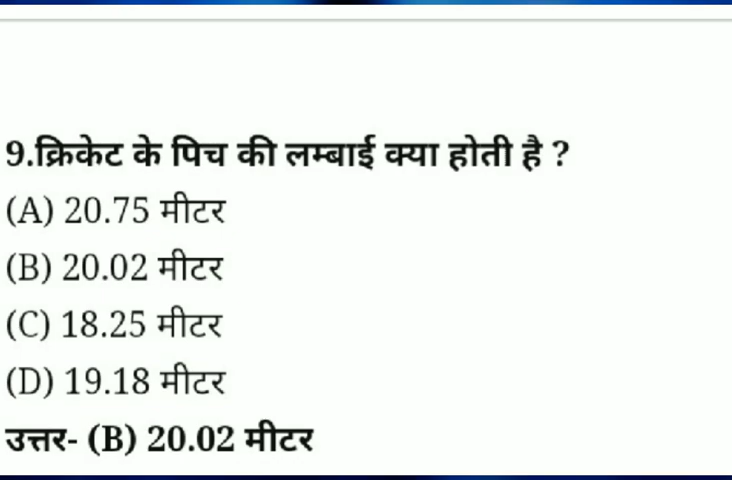 9.क्रिकेट के पिच की लम्बाई क्या होती है ?
(A) 20.75 मीटर
(B) 20.02 मीटर
(C) 18.25 मीटर
(D) 19.18 मीटर
उत्तर- (B) 20.02 मीटर